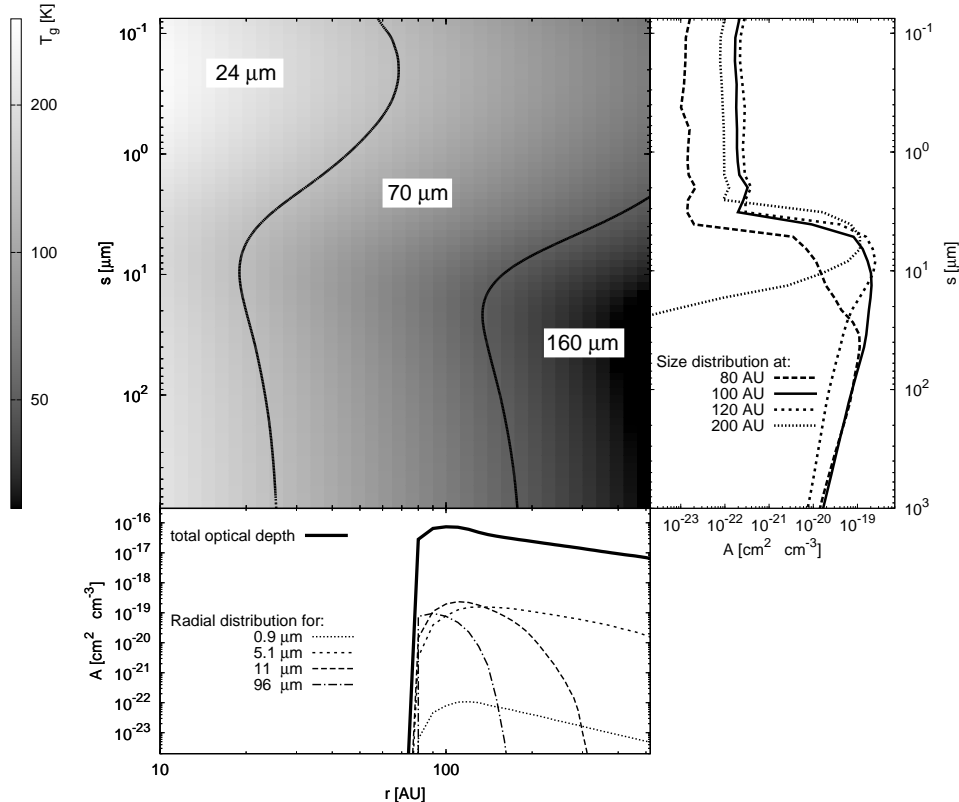 T_g [K]
200
100
50
s [μm]
10^-1
10^0
10^1
10^2
24 μm
70 μm
160 μm
10^-1
10^0
10^1
10^2
10^3
s [μm]
Size distribution at:
80 AU
100 AU
120 AU
200 AU
10^-23 10^-22 10^-21 10^-20 10^-19
A [cm^2 cm^-3]
A [cm^2 cm^-3]
10^-16
10^-17
10^-18
10^-19
10^-20
10^-21
10^-22
10^-23
total optical depth
Radial distribution for:
0.9 μm
5.1 μm
11 μm
96 μm
10 100
r [AU]